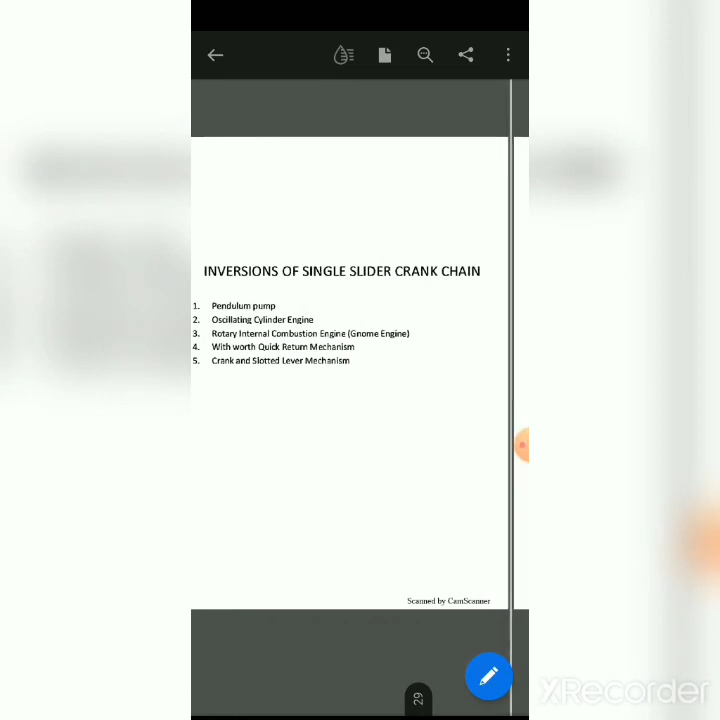 INVERSIONS OF SINGLE SLIDER CRANK CHAIN
1. Pendulum pump
2. Oscillating Cylinder Engine
3. Rotary Internal Combustion Engine (Gnome Engine)
4. With worth Quick Return Mechanism
5. Crank and Slotted Lever Mechanism
Scanned by CamScanner
29
XRecorder